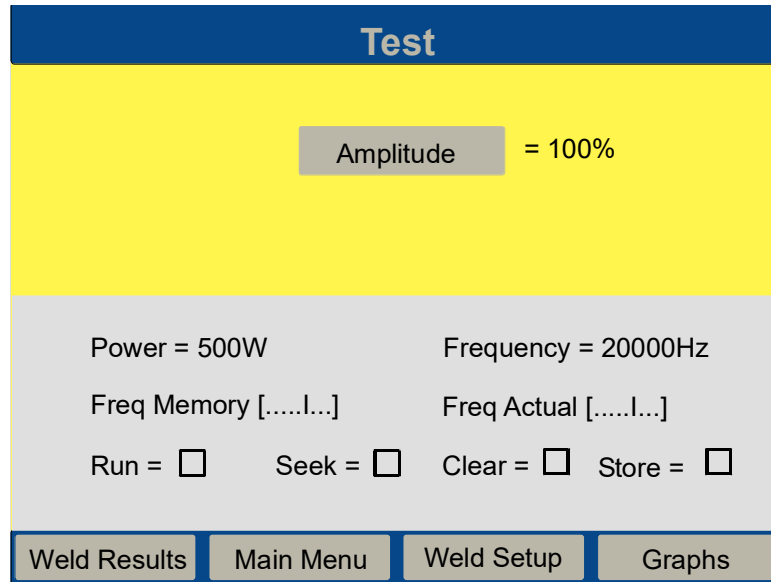 Test
Amplitude = 100%
Power = 500W Frequency = 20000Hz
Freq Memory [.....I...] Freq Actual [.....I...]
Run = Seek = Clear = Store =
Weld Results Main Menu Weld Setup Graphs